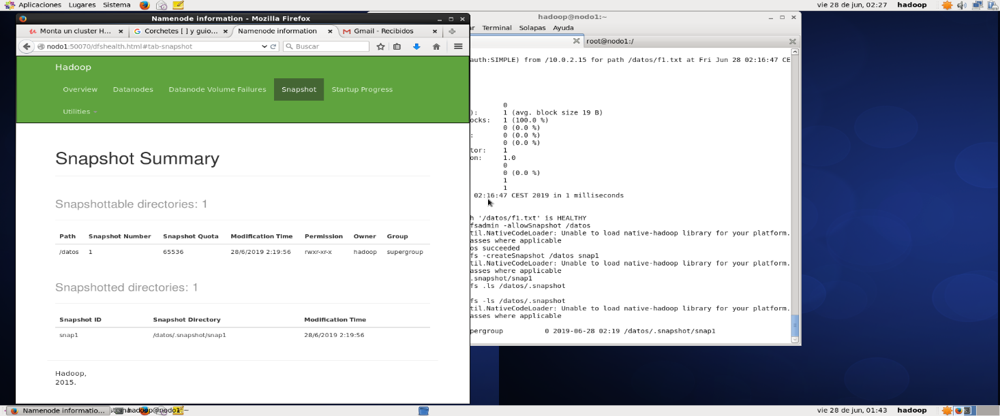 Aplicaciones Lugares Sistema
vie 28 de jun, 02:27 hadoop
Namenode information - Mozilla Firefox
Monta un cluster H... Corchetes [ ] y guio... Namenode information Gmail - Recibidos
nodo1:50070/dfshealth.html#tab-snapshot
Buscar
Hadoop
Overview Datanodes Datanode Volume Failures Snapshot Startup Progress
Utilities
Snapshot Summary
Snapshottable directories: 1
Path Snapshot Number Snapshot Quota Modification Time Permission Owner Group
/datos 1 65536 28/6/2019 2:19:56 rwxr-xr-x hadoop supergroup
Snapshotted directories: 1
Snapshot ID Snapshot Directory Modification Time
snap1 /datos/.snapshot/snap1 28/6/2019 2:19:56
Hadoop,
2015.
hadoop@nodo1:~
ar Terminal Solapas Ayuda
root@nodo1:/
auth:SIMPLE) from /10.0.2.15 for path /datos/f1.txt at Fri Jun 28 02:16:47 CE
0
): 1 (avg. block size 19 B)
ocks: 1 (100.0 %)
0 (0.0 %)
: 0 (0.0 %)
0 (0.0 %)
tor: 1
on: 1.0
0
0 (0.0 %)
1
1
02:16:47 CEST 2019 in 1 milliseconds
h '/datos/f1.txt' is HEALTHY
fsadmin -allowSnapshot /datos
til.NativeCodeLoader: Unable to load native-hadoop library for your platform.
asses where applicable
os succeeded
fs -createSnapshot /datos snap1
til.NativeCodeLoader: Unable to load native-hadoop library for your platform.
asses where applicable
.snapshot/snap1
fs .ls /datos/.snapshot
fs -ls /datos/.snapshot
til.NativeCodeLoader: Unable to load native-hadoop library for your platform.
asses where applicable
pergroup 0 2019-06-28 02:19 /datos/.snapshot/snap1
Namenode informatio... hadoop@nodo1:~
vie 28 de jun, 01:43 hadoop